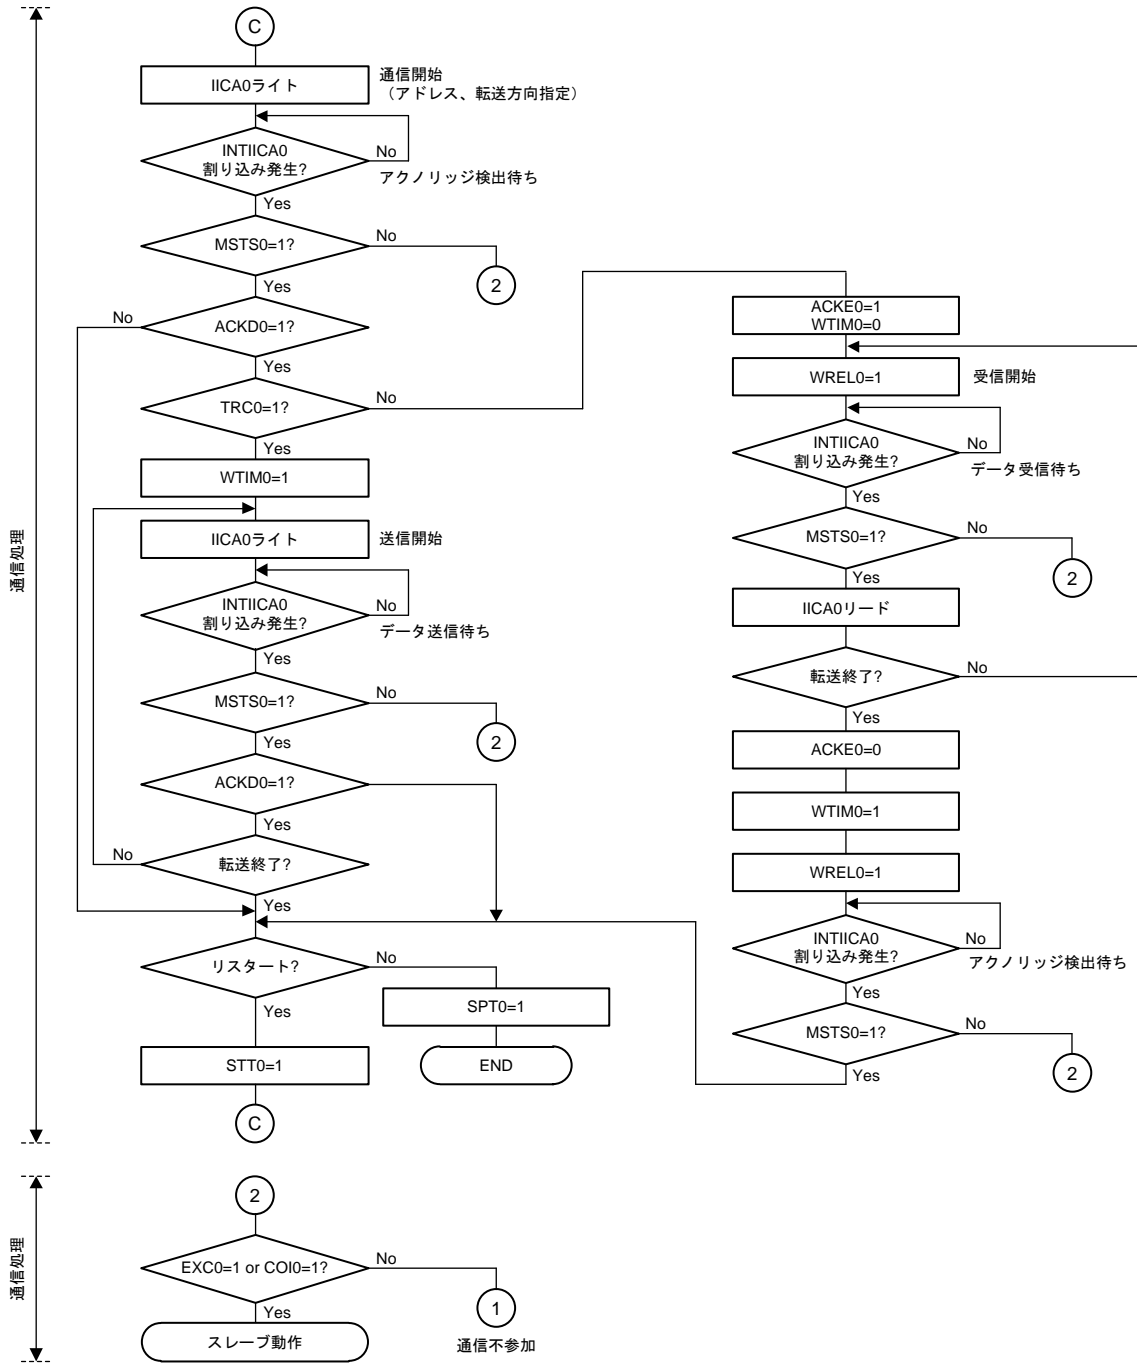 C
IICA0ライト
通信開始
(アドレス、転送方向指定)
INTIICA0
割り込み発生?
No
アクノリッジ検出待ち
Yes
MSTS0=1?
No
2
Yes
ACKD0=1?
No
Yes
TRC0=1?
No
Yes
WTIM0=1
IICA0ライト
送信開始
INTIICA0
割り込み発生?
No
データ送信待ち
Yes
MSTS0=1?
No
2
Yes
ACKD0=1?
Yes
転送終了?
No
Yes
リスタート?
No
SPT0=1
END
Yes
STT0=1
C
ACKE0=1
WTIM0=0
WREL0=1
受信開始
INTIICA0
割り込み発生?
No
データ受信待ち
Yes
MSTS0=1?
No
2
Yes
IICA0リード
転送終了?
No
Yes
ACKE0=0
WTIM0=1
WREL0=1
INTIICA0
割り込み発生?
No
アクノリッジ検出待ち
Yes
MSTS0=1?
No
2
Yes
通信処理
2
EXC0=1 or COI0=1?
No
1
通信不参加
Yes
スレーブ動作
通信処理